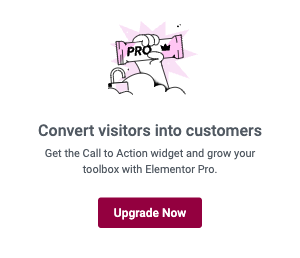 PRO
Convert visitors into customers
Get the Call to Action widget and grow your
toolbox with Elementor Pro.
Upgrade Now